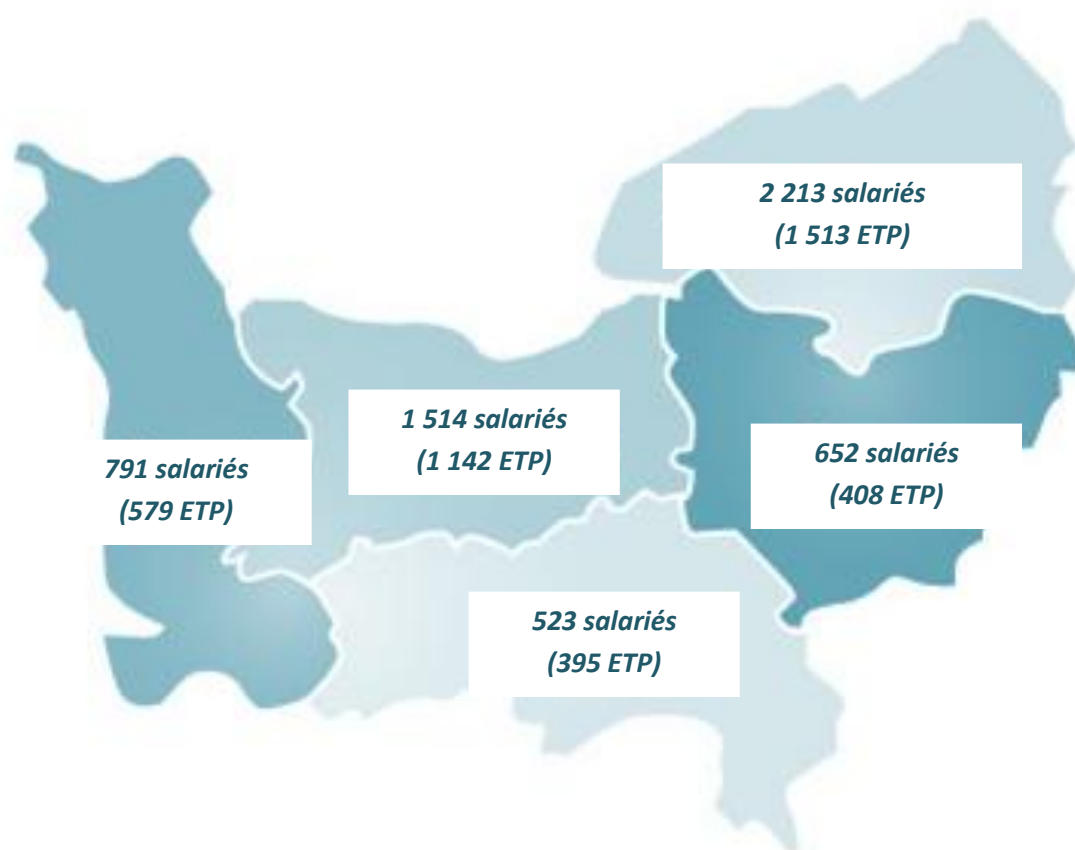 2 213 salariés
(1 513 ETP)
1 514 salariés
(1 142 ETP)
652 salariés
(408 ETP)
791 salariés
(579 ETP)
523 salariés
(395 ETP)